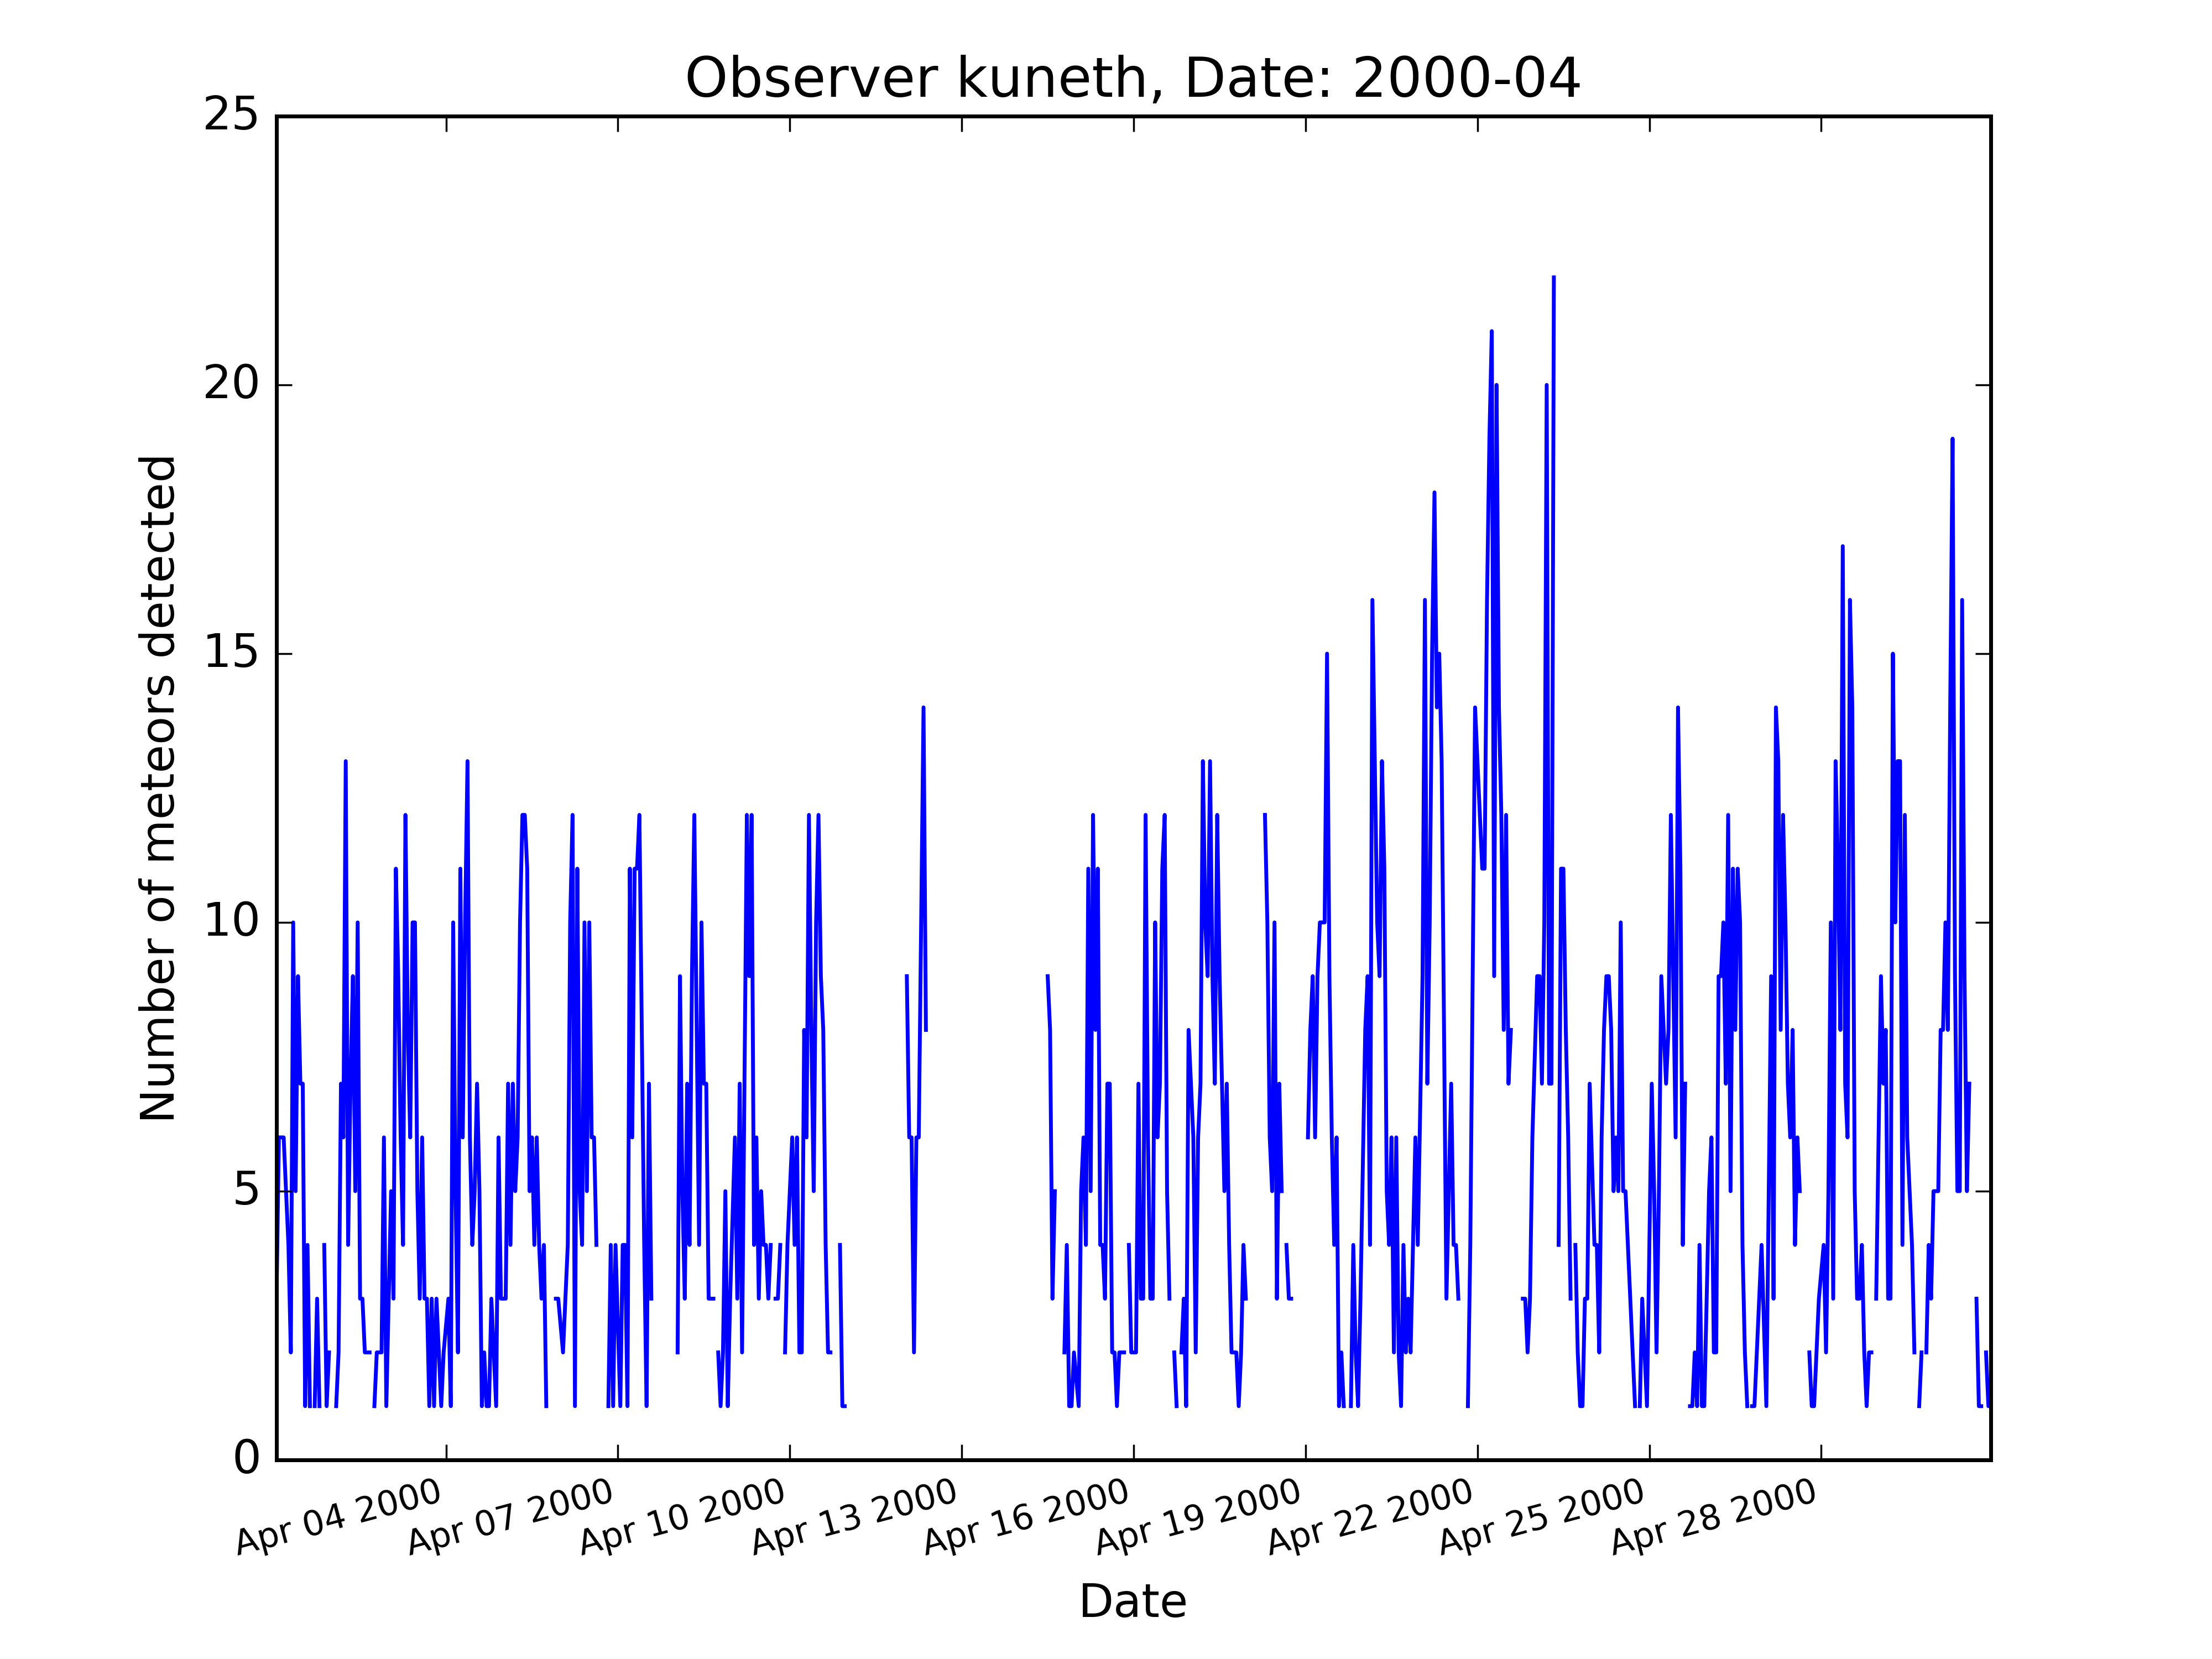 Observer kuneth, Date: 2000-04
25
20
15
10
5
0
Number of meteors detected
Apr 04 2000
Apr 07 2000
Apr 10 2000
Apr 13 2000
Apr 16 2000
Apr 19 2000
Apr 22 2000
Apr 25 2000
Apr 28 2000
Date